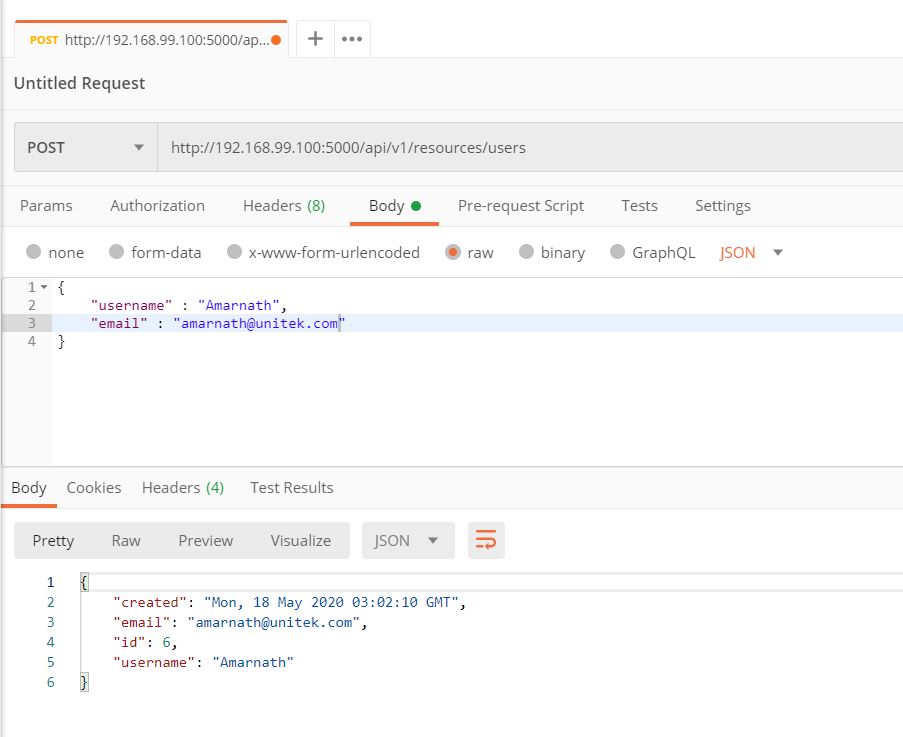 POST http://192.168.99.100:5000/ap...
Untitled Request
POST http://192.168.99.100:5000/api/v1/resources/users
Params Authorization Headers (8) Body Pre-request Script Tests Settings
none form-data x-www-form-urlencoded raw binary GraphQL JSON
1 {
2 "username" : "Amarnath",
3 "email" : "amarnath@unitek.com"
4 }
Body Cookies Headers (4) Test Results
Pretty Raw Preview Visualize JSON
1 {
2 "created": "Mon, 18 May 2020 03:02:10 GMT",
3 "email": "amarnath@unitek.com",
4 "id": 6,
5 "username": "Amarnath"
6 }